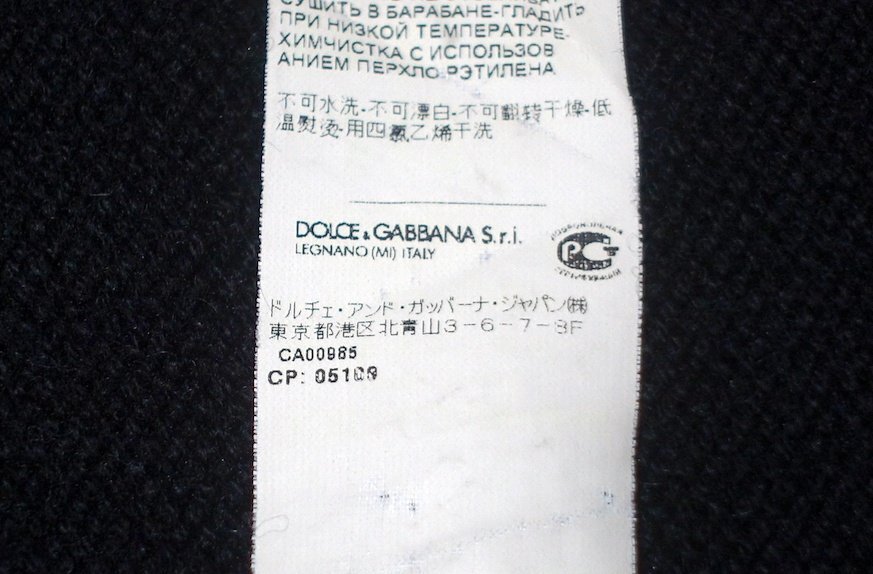 СУШИТЬ В БАРАБАНЕ-ГЛАДИТЬ
ПРИ НИЗКОЙ ТЕМПЕРАТУРЕ-
ХИМЧИСТКА С ИСПОЛЬЗОВ
АНИЕМ ПЕРХЛО-РЭТИЛЕНА
不可水洗-不可漂白-不可翻转干燥-低
温熨烫-用四氯乙烯干洗
DOLCE & GABBANA S.r.i.
LEGNANO (MI) ITALY
РСТ
ドルチェ・アンド・ガッバーナ・ジャパン(株)
東京都港区北青山3-6-7-8F
CA00985
CP: